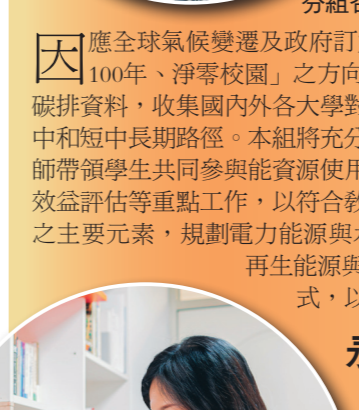 分組各
因應全球氣候變遷及政府訂
100年、淨零校園」之方向
碳排資料，收集國內外各大學對
中和短中長期路徑。本組將充分
師帶領學生共同參與能資源使用
效益評估等重點工作，以符合教
之主要元素，規劃電力能源與
再生能源與
式，以